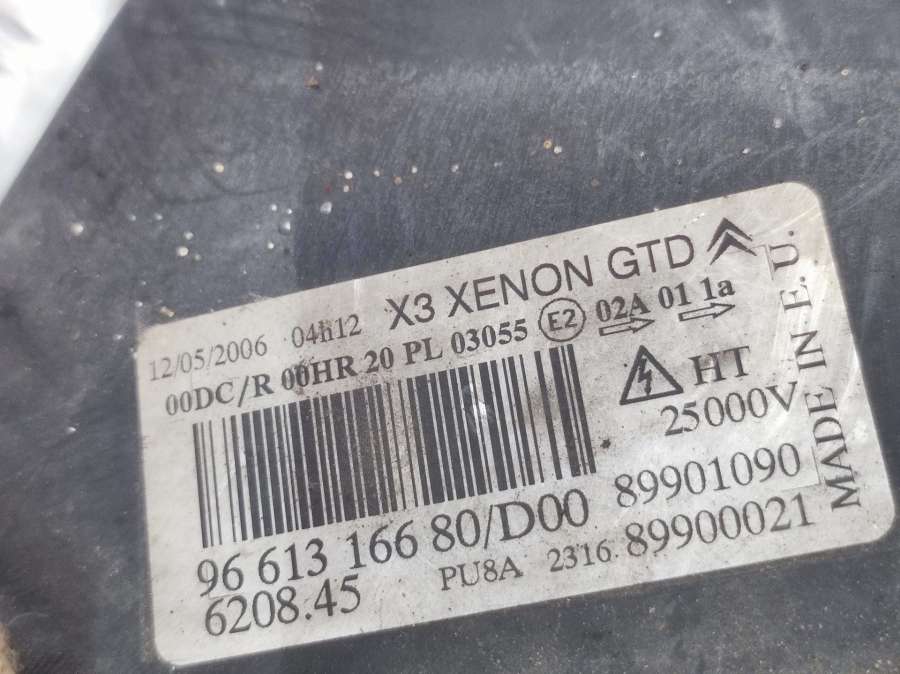 12/05/2006 04h12 X3 XENON GTD
00DC/R 00HR 20 PL 03055 E2 02A 01 1a
HT
25000V
96 613 166 80/D00 89901090
6208.45 PU8A 2316 89900021
MADE IN E.U.